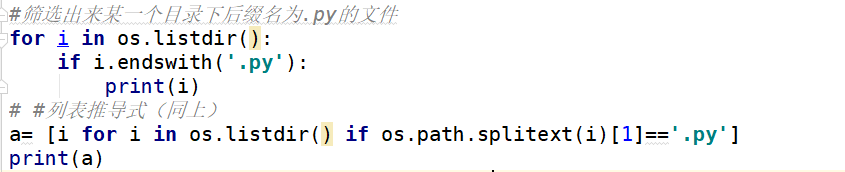 #筛选出来某一个目录下后缀名为.py的文件
for i in os.listdir():
    if i.endswith('.py'):
        print(i)
# #列表推导式（同上）
a= [i for i in os.listdir() if os.path.splitext(i)[1]=='.py']
print(a)